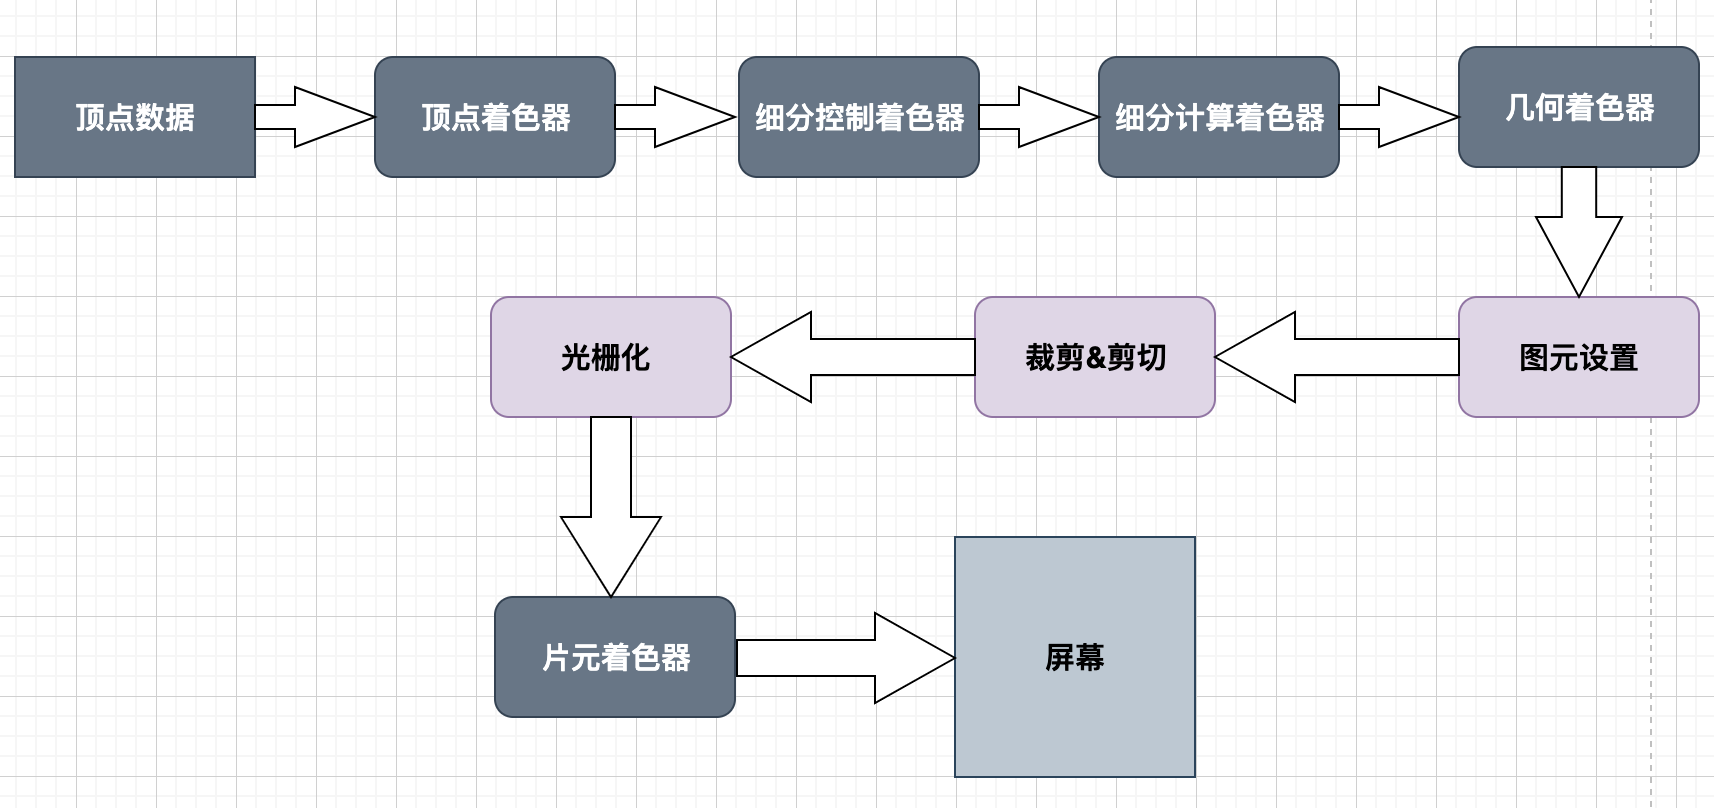 顶点数据
顶点着色器
细分控制着色器
细分计算着色器
几何着色器
图元设置
裁剪&剪切
光栅化
片元着色器
屏幕